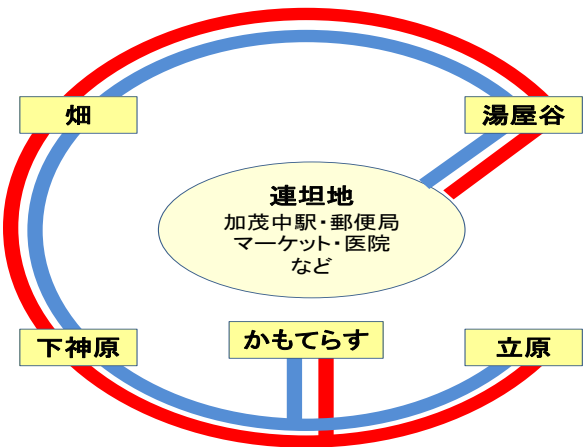 畑
湯屋谷
連坦地
加茂中駅・郵便局
マーケット・医院
など
下神原
かもてらす
立原